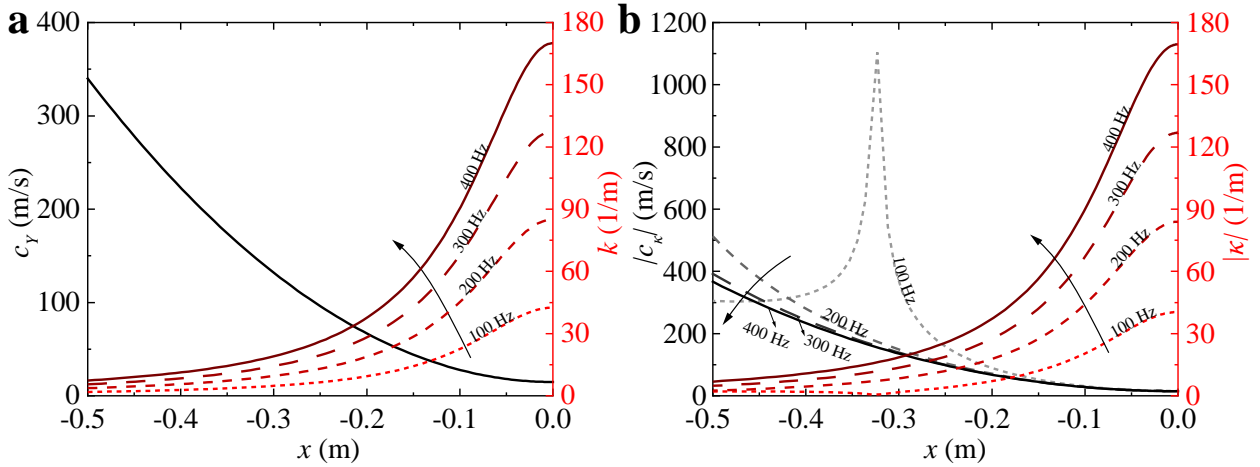 a
400
300
200
100
0
c_Y (m/s)
180
150
120
90
60
30
0
k (1/m)
-0.5 -0.4 -0.3 -0.2 -0.1 0.0
x (m)
400 Hz
300 Hz
200 Hz
100 Hz
b
1200
1000
800
600
400
200
0
|c_κ| (m/s)
180
150
120
90
60
30
0
|κ| (1/m)
-0.5 -0.4 -0.3 -0.2 -0.1 0.0
x (m)
100 Hz
200 Hz
300 Hz
400 Hz
400 Hz
300 Hz
200 Hz
100 Hz